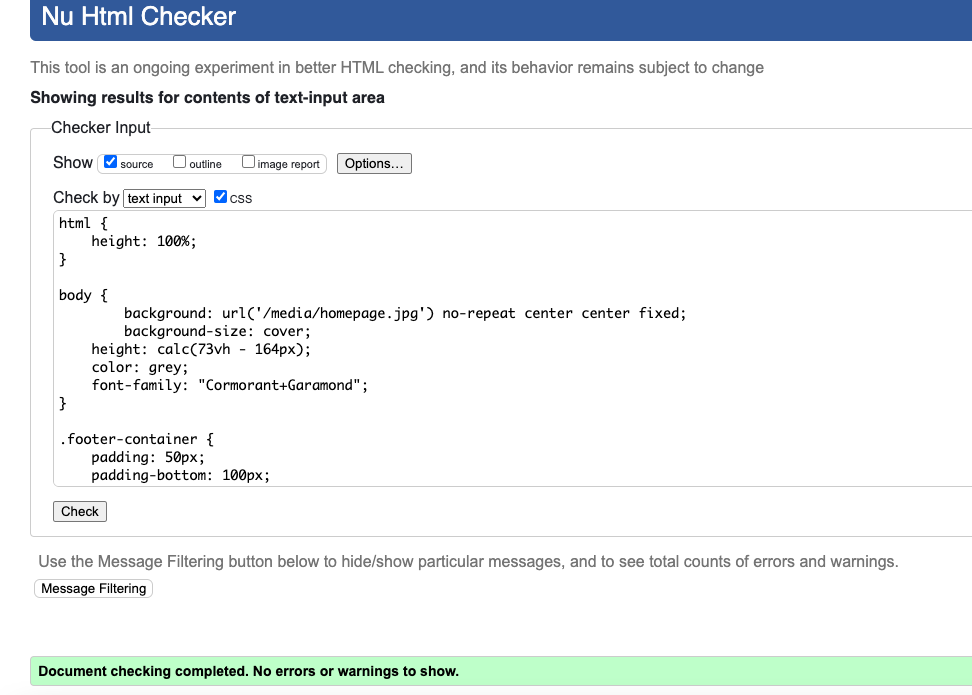 Nu Html Checker
This tool is an ongoing experiment in better HTML checking, and its behavior remains subject to change
Showing results for contents of text-input area
Checker Input
Show source outline image report Options...
Check by text input CSS
html {
    height: 100%;
}

body {
        background: url('/media/homepage.jpg') no-repeat center center fixed;
        background-size: cover;
    height: calc(73vh - 164px);
    color: grey;
    font-family: "Cormorant+Garamond";
}

.footer-container {
    padding: 50px;
    padding-bottom: 100px;
Check
Use the Message Filtering button below to hide/show particular messages, and to see total counts of errors and warnings.
Message Filtering
Document checking completed. No errors or warnings to show.